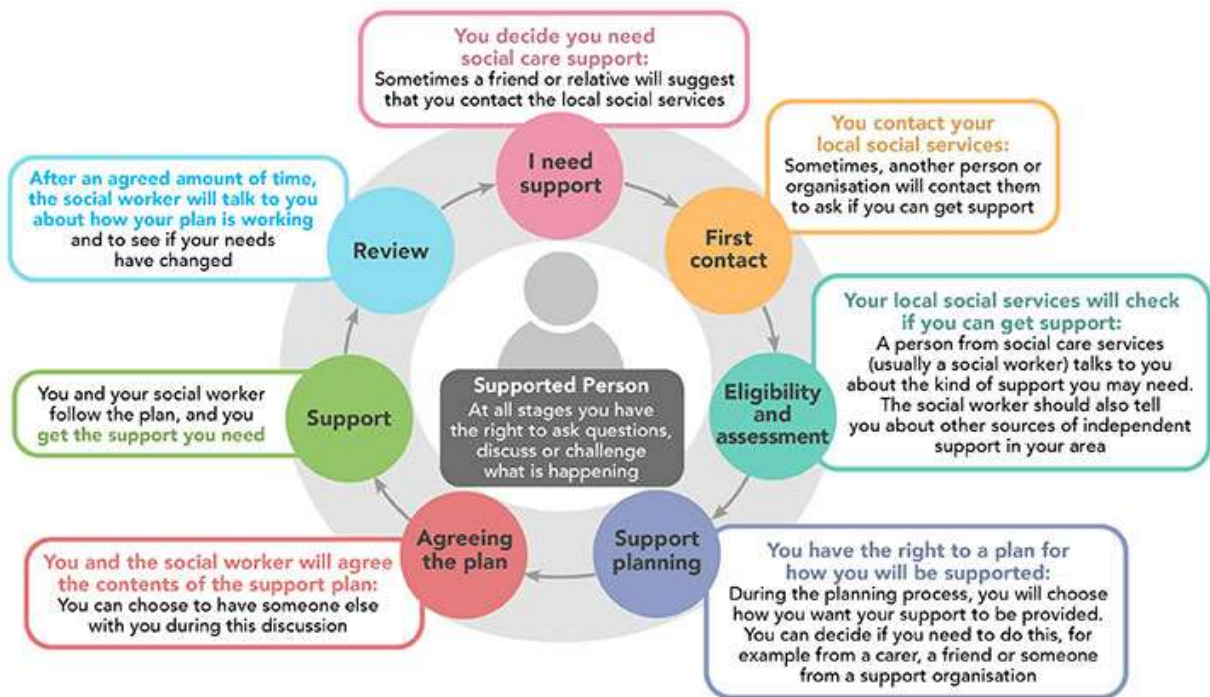 You decide you need
social care support:
Sometimes a friend or relative will suggest
that you contact the local social services
I need
support
You contact your
local social services:
Sometimes, another person or
organisation will contact them
to ask if you can get support
First
contact
Your local social services will check
if you can get support:
A person from social care services
(usually a social worker) talks to you
about the kind of support you may need.
The social worker should also tell
you about other sources of independent
support in your area
Eligibility and
assessment
You have the right to a plan for
how you will be supported:
During the planning process, you will choose
how you want your support to be provided.
You can decide if you need to do this, for
example from a carer, a friend or someone
from a support organisation
Support
planning
You and the social worker will agree
the contents of the support plan:
You can choose to have someone else
with you during this discussion
Agreeing
the plan
You and your social worker
follow the plan, and you
get the support you need
Support
After an agreed amount of time,
the social worker will talk to you
about how your plan is working
and to see if your needs
have changed
Review
Supported Person
At all stages you have
the right to ask questions,
discuss or challenge
what is happening